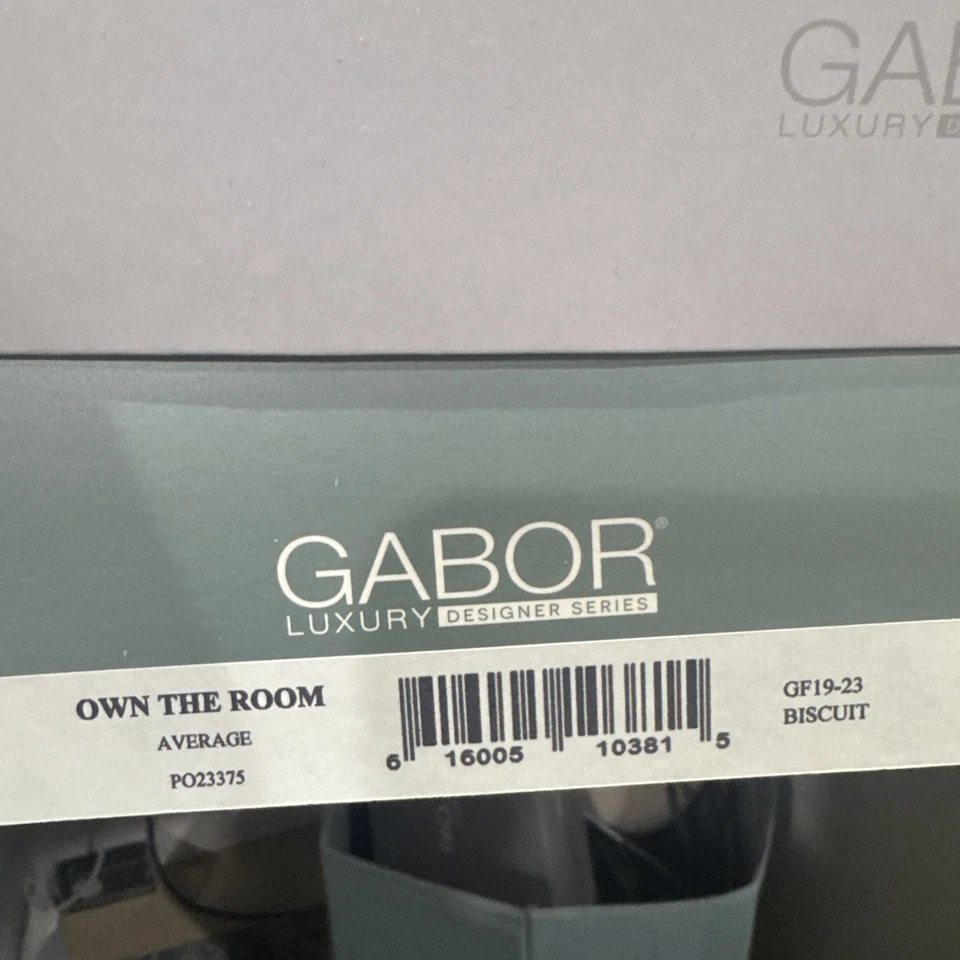 GAB
LUXURY D
GABOR®
LUXURY DESIGNER SERIES
OWN THE ROOM
AVERAGE
PO23375
6 16005 10381 5
GF19-23
BISCUIT